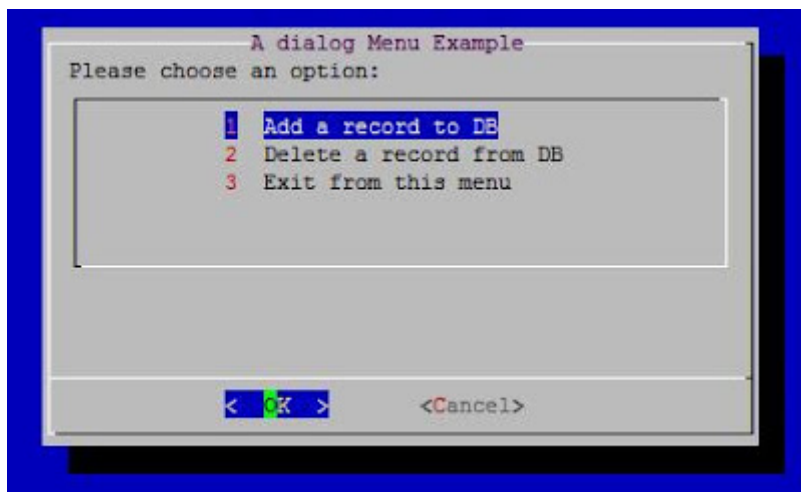 A dialog Menu Example
Please choose an option:
1 Add a record to DB
2 Delete a record from DB
3 Exit from this menu
< OK > <Cancel>